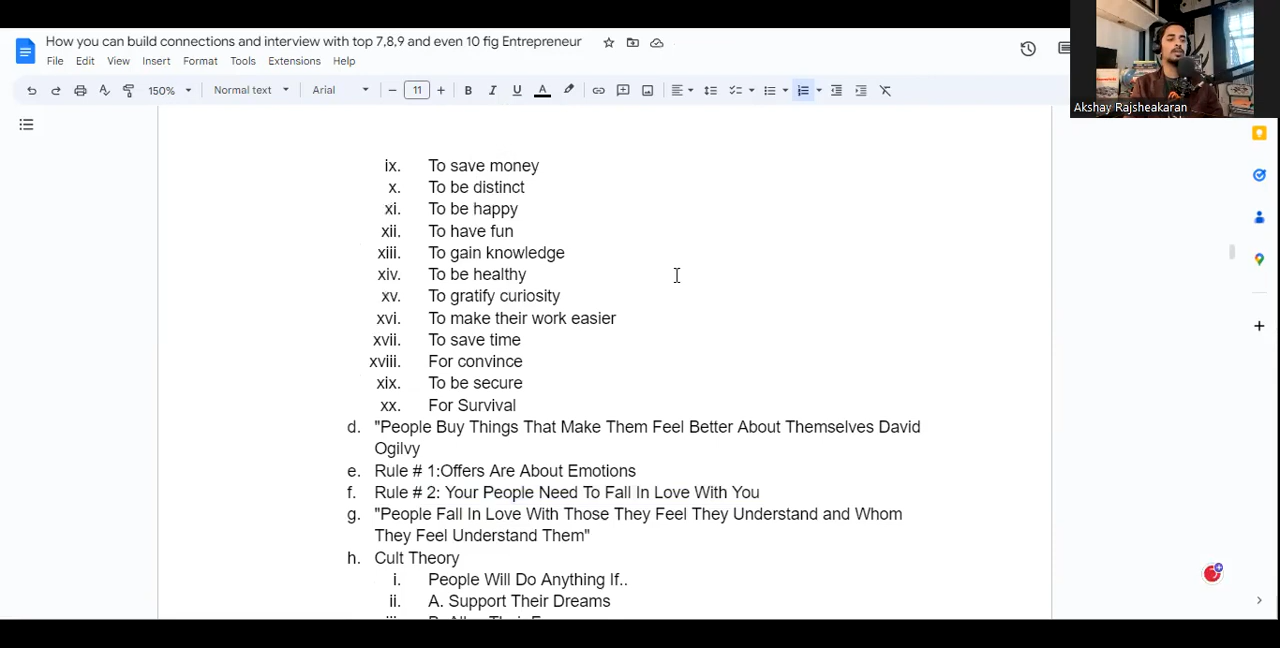 How you can build connections and interview with top 7,8,9 and even 10 fig Entrepreneur
File Edit View Insert Format Tools Extensions Help
150% Normal text Arial 11 B I U A
Akshay Rajsheakaran
ix. To save money
x. To be distinct
xi. To be happy
xii. To have fun
xiii. To gain knowledge
xiv. To be healthy
xv. To gratify curiosity
xvi. To make their work easier
xvii. To save time
xviii. For convince
xix. To be secure
xx. For Survival
d. "People Buy Things That Make Them Feel Better About Themselves David
Ogilvy
e. Rule # 1:Offers Are About Emotions
f. Rule # 2: Your People Need To Fall In Love With You
g. "People Fall In Love With Those They Feel They Understand and Whom
They Feel Understand Them"
h. Cult Theory
i. People Will Do Anything If..
ii. A. Support Their Dreams